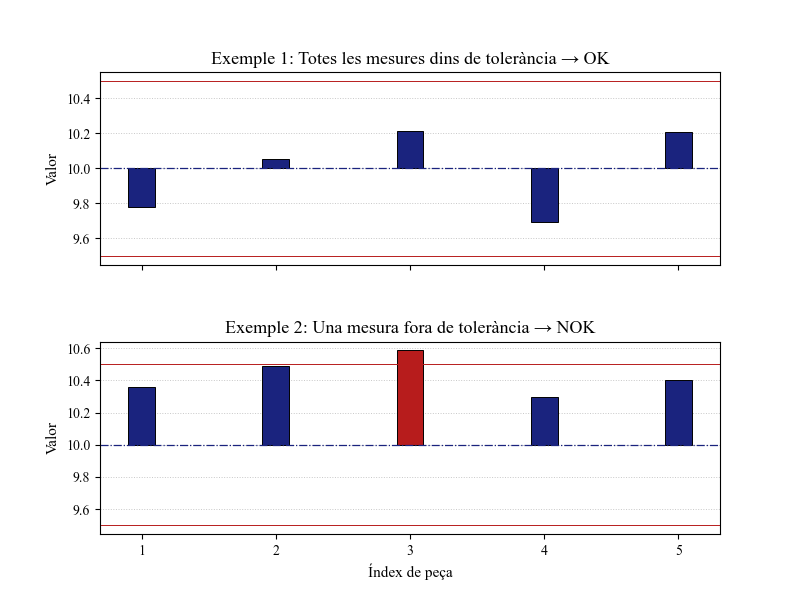 Exemple 1: Totes les mesures dins de tolerància → OK
Valor
10.4
10.2
10.0
9.8
9.6
Exemple 2: Una mesura fora de tolerància → NOK
Valor
10.6
10.4
10.2
10.0
9.8
9.6
1 2 3 4 5
Índex de peça